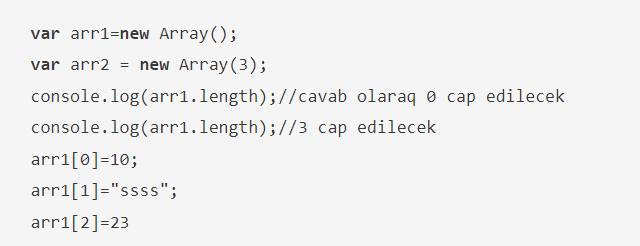 var arr1=new Array();
var arr2 = new Array(3);
console.log(arr1.length);//cavab olaraq 0 cap edilecek
console.log(arr1.length);//3 cap edilecek
arr1[0]=10;
arr1[1]="ssss";
arr1[2]=23